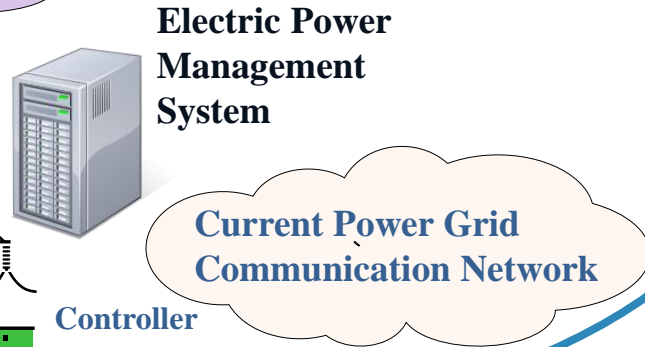 Electric Power
Management
System
Current Power Grid
Communication Network
Controller